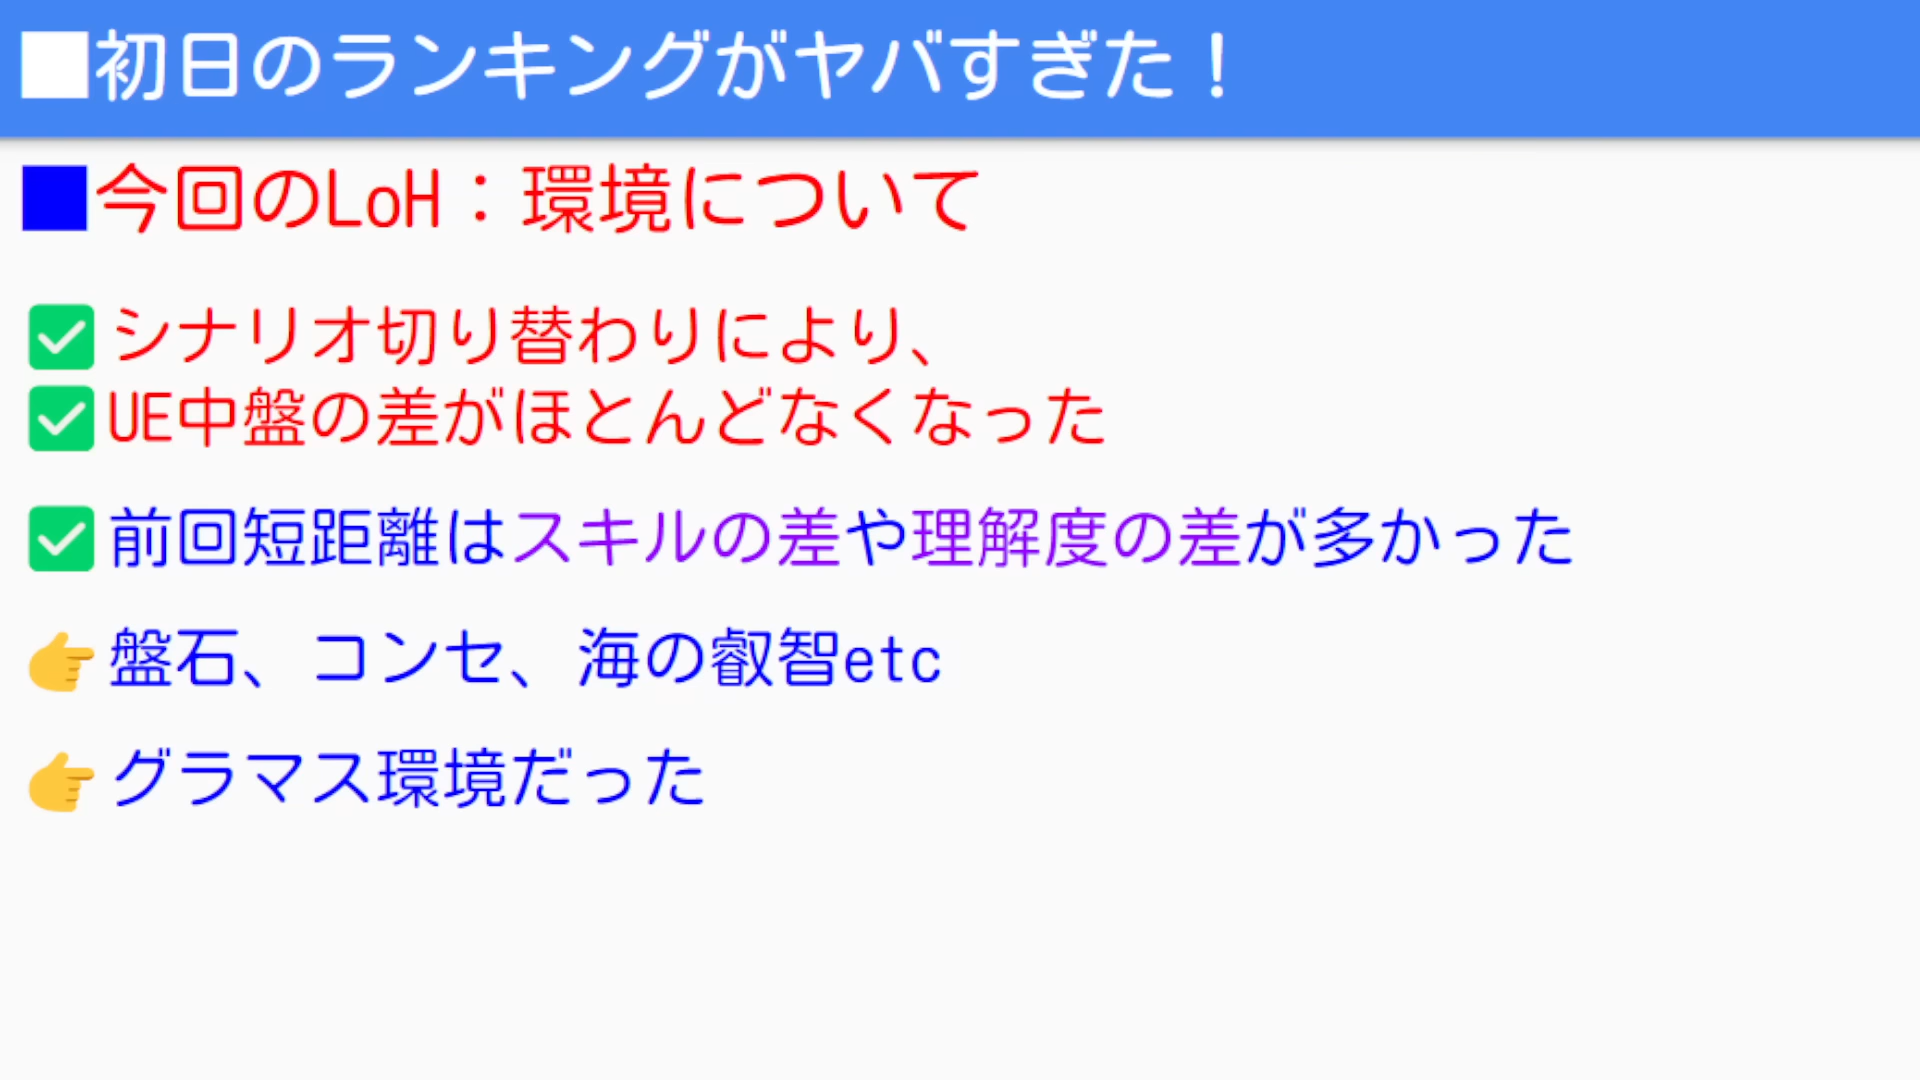 ■初日のランキングがヤバすぎた！
■今回のLoH：環境について
✅シナリオ切り替わりにより、
✅UE中盤の差がほとんどなくなった
✅前回短距離はスキルの差や理解度の差が多かった
👉盤石、コンセ、海の叡智etc
👉グラマス環境だった